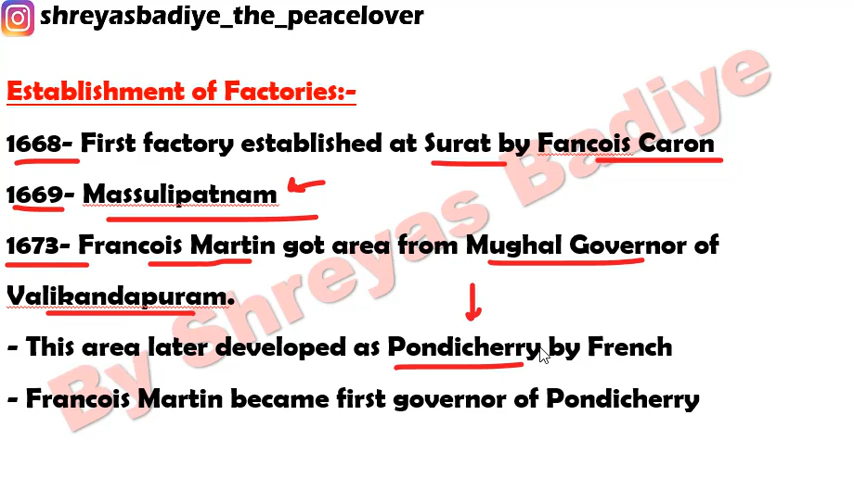 shreyasbadiye_the_peacelover
Establishment of Factories:-
1668- First factory established at Surat by Fancois Caron
1669- Massulipatnam
1673- Francois Martin got area from Mughal Governor of
Valikandapuram.
- This area later developed as Pondicherry by French
- Francois Martin became first governor of Pondicherry
By Shreyas Badiye